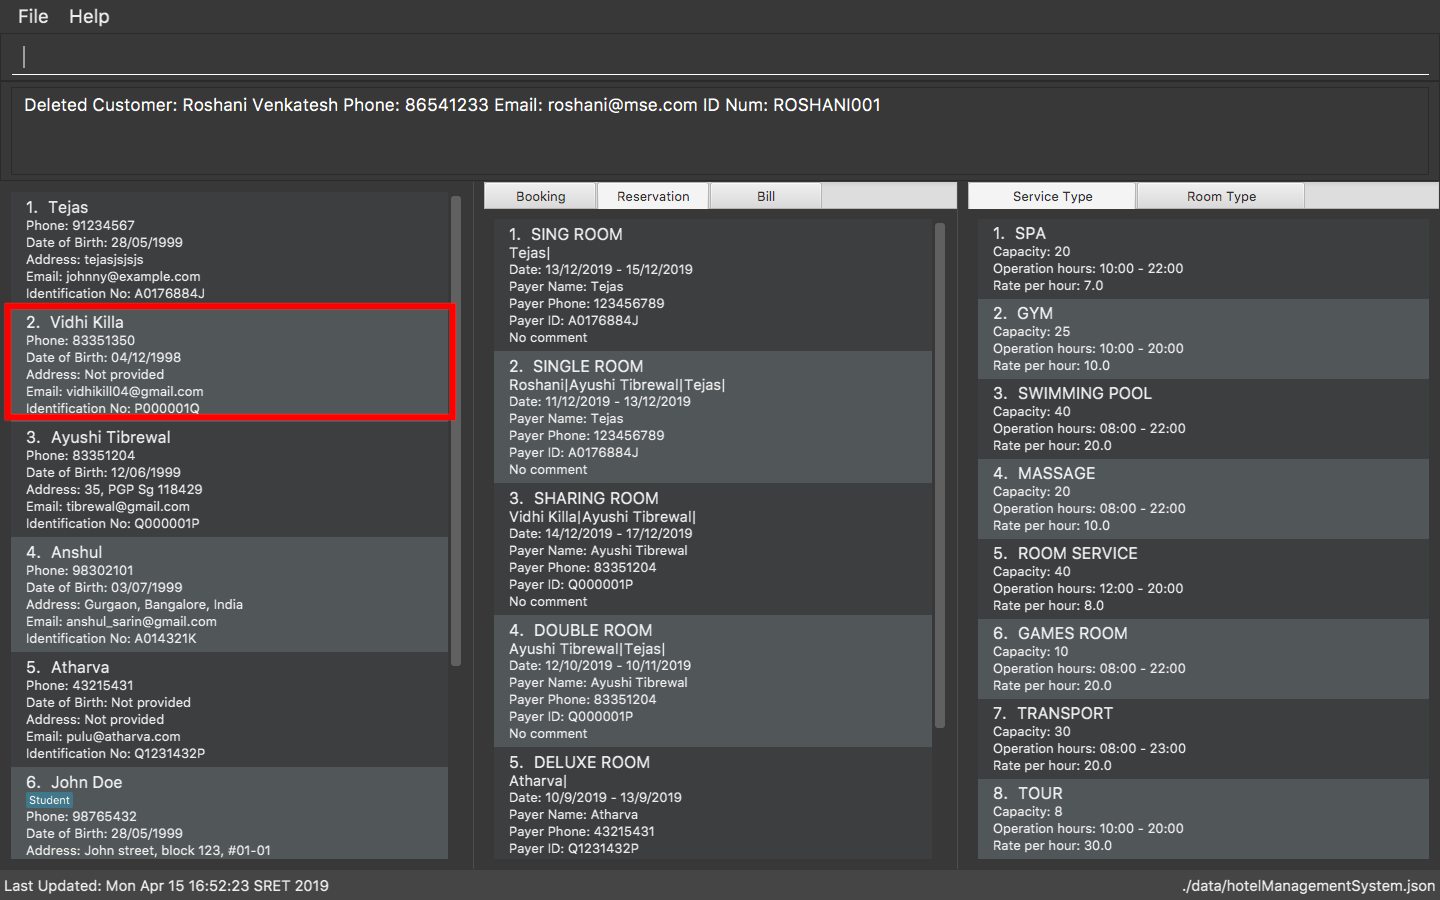 File Help
Deleted Customer: Roshani Venkatesh Phone: 86541233 Email: roshani@mse.com ID Num: ROSHANI001
1. Tejas
Phone: 91234567
Date of Birth: 28/05/1999
Address: tejasjsjsjs
Email: johnny@example.com
Identification No: A0176884J
2. Vidhi Killa
Phone: 83351350
Date of Birth: 04/12/1998
Address: Not provided
Email: vidhikill04@gmail.com
Identification No: P000001Q
3. Ayushi Tibrewal
Phone: 83351204
Date of Birth: 12/06/1999
Address: 35, PGP Sg 118429
Email: tibrewal@gmail.com
Identification No: Q000001P
4. Anshul
Phone: 98302101
Date of Birth: 03/07/1999
Address: Gurgaon, Bangalore, India
Email: anshul_sarin@gmail.com
Identification No: A014321K
5. Atharva
Phone: 43215431
Date of Birth: Not provided
Address: Not provided
Email: pulu@atharva.com
Identification No: Q1231432P
6. John Doe
Student
Phone: 98765432
Date of Birth: 28/05/1999
Address: John street, block 123, #01-01
Booking Reservation Bill
1. SING ROOM
Tejas|
Date: 13/12/2019 - 15/12/2019
Payer Name: Tejas
Payer Phone: 123456789
Payer ID: A0176884J
No comment
2. SINGLE ROOM
Roshani|Ayushi Tibrewal|Tejas|
Date: 11/12/2019 - 13/12/2019
Payer Name: Tejas
Payer Phone: 123456789
Payer ID: A0176884J
No comment
3. SHARING ROOM
Vidhi Killa|Ayushi Tibrewal|
Date: 14/12/2019 - 17/12/2019
Payer Name: Ayushi Tibrewal
Payer Phone: 83351204
Payer ID: Q000001P
No comment
4. DOUBLE ROOM
Ayushi Tibrewal|Tejas|
Date: 12/10/2019 - 10/11/2019
Payer Name: Ayushi Tibrewal
Payer Phone: 83351204
Payer ID: Q000001P
No comment
5. DELUXE ROOM
Atharva|
Date: 10/9/2019 - 13/9/2019
Payer Name: Atharva
Payer Phone: 43215431
Payer ID: Q1231432P
Service Type Room Type
1. SPA
Capacity: 20
Operation hours: 10:00 - 22:00
Rate per hour: 7.0
2. GYM
Capacity: 25
Operation hours: 10:00 - 20:00
Rate per hour: 10.0
3. SWIMMING POOL
Capacity: 40
Operation hours: 08:00 - 22:00
Rate per hour: 20.0
4. MASSAGE
Capacity: 20
Operation hours: 08:00 - 22:00
Rate per hour: 10.0
5. ROOM SERVICE
Capacity: 40
Operation hours: 12:00 - 20:00
Rate per hour: 8.0
6. GAMES ROOM
Capacity: 10
Operation hours: 08:00 - 22:00
Rate per hour: 20.0
7. TRANSPORT
Capacity: 30
Operation hours: 08:00 - 23:00
Rate per hour: 20.0
8. TOUR
Capacity: 8
Operation hours: 10:00 - 20:00
Rate per hour: 30.0
Last Updated: Mon Apr 15 16:52:23 SRET 2019
./data/hotelManagementSystem.json